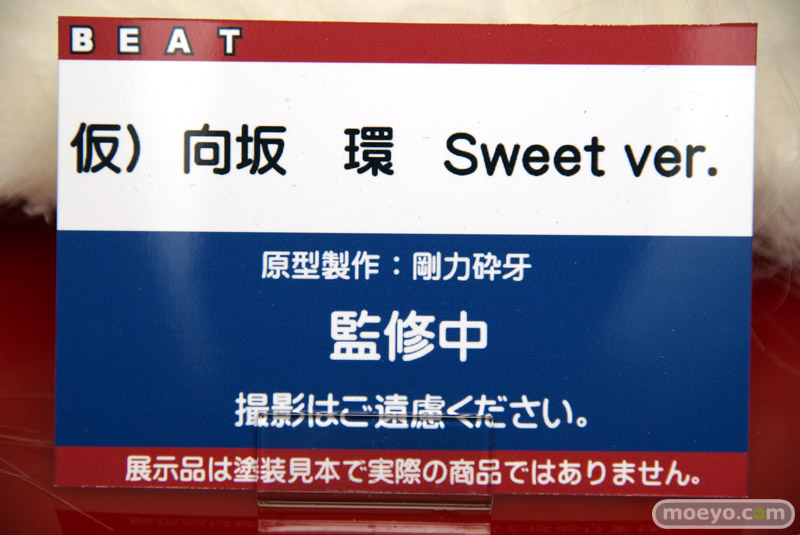 BEAT
仮） 向坂 環 Sweet ver.
原型製作：剛力砕牙
監修中
撮影はご遠慮ください。
展示品は塗装見本で実際の商品ではありません。
moeyo.com